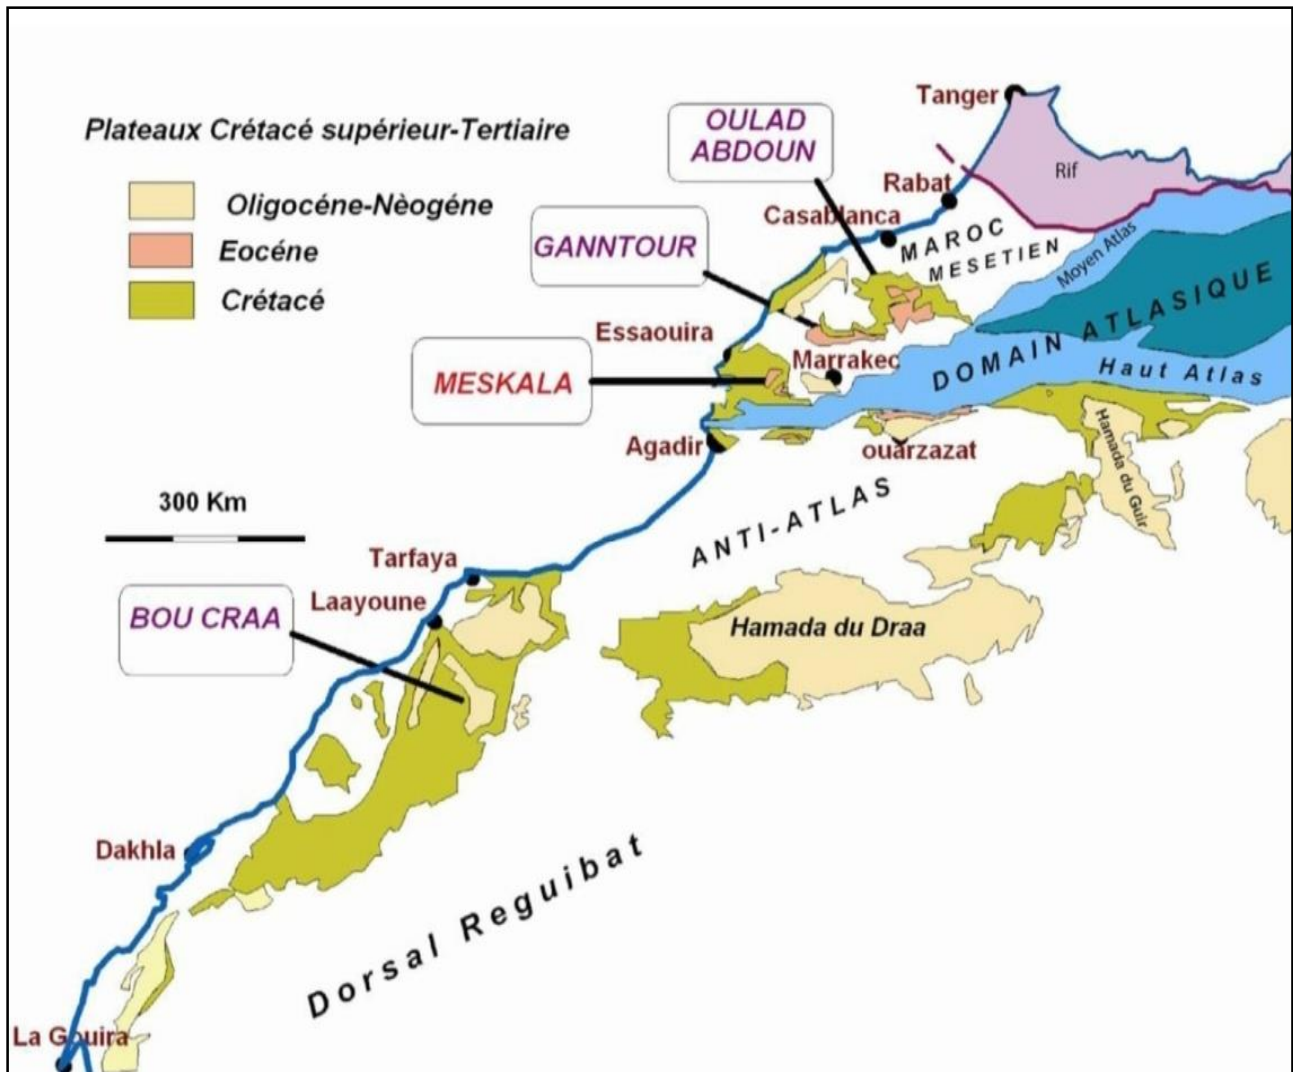 Tanger
OULAD
ABDOUN
Plateaux Crétacé supérieur-Tertiaire
Rif
Rabat
Oligocéne-Nèogéne
Casablanca
MAROC
MESETIEN
Moyen Atlas
GANNTOUR
Eocéne
Crétacé
DOMAIN ATLASIQUE
Essaouira
Marrakec
Haut Atlas
MESKALA
Agadir
ouarzazat
Hamada du Guir
300 Km
ANTI-ATLAS
Tarfaya
Laayoune
BOU CRAA
Hamada du Draa
Dakhla
Dorsal Reguibat
La Gouira